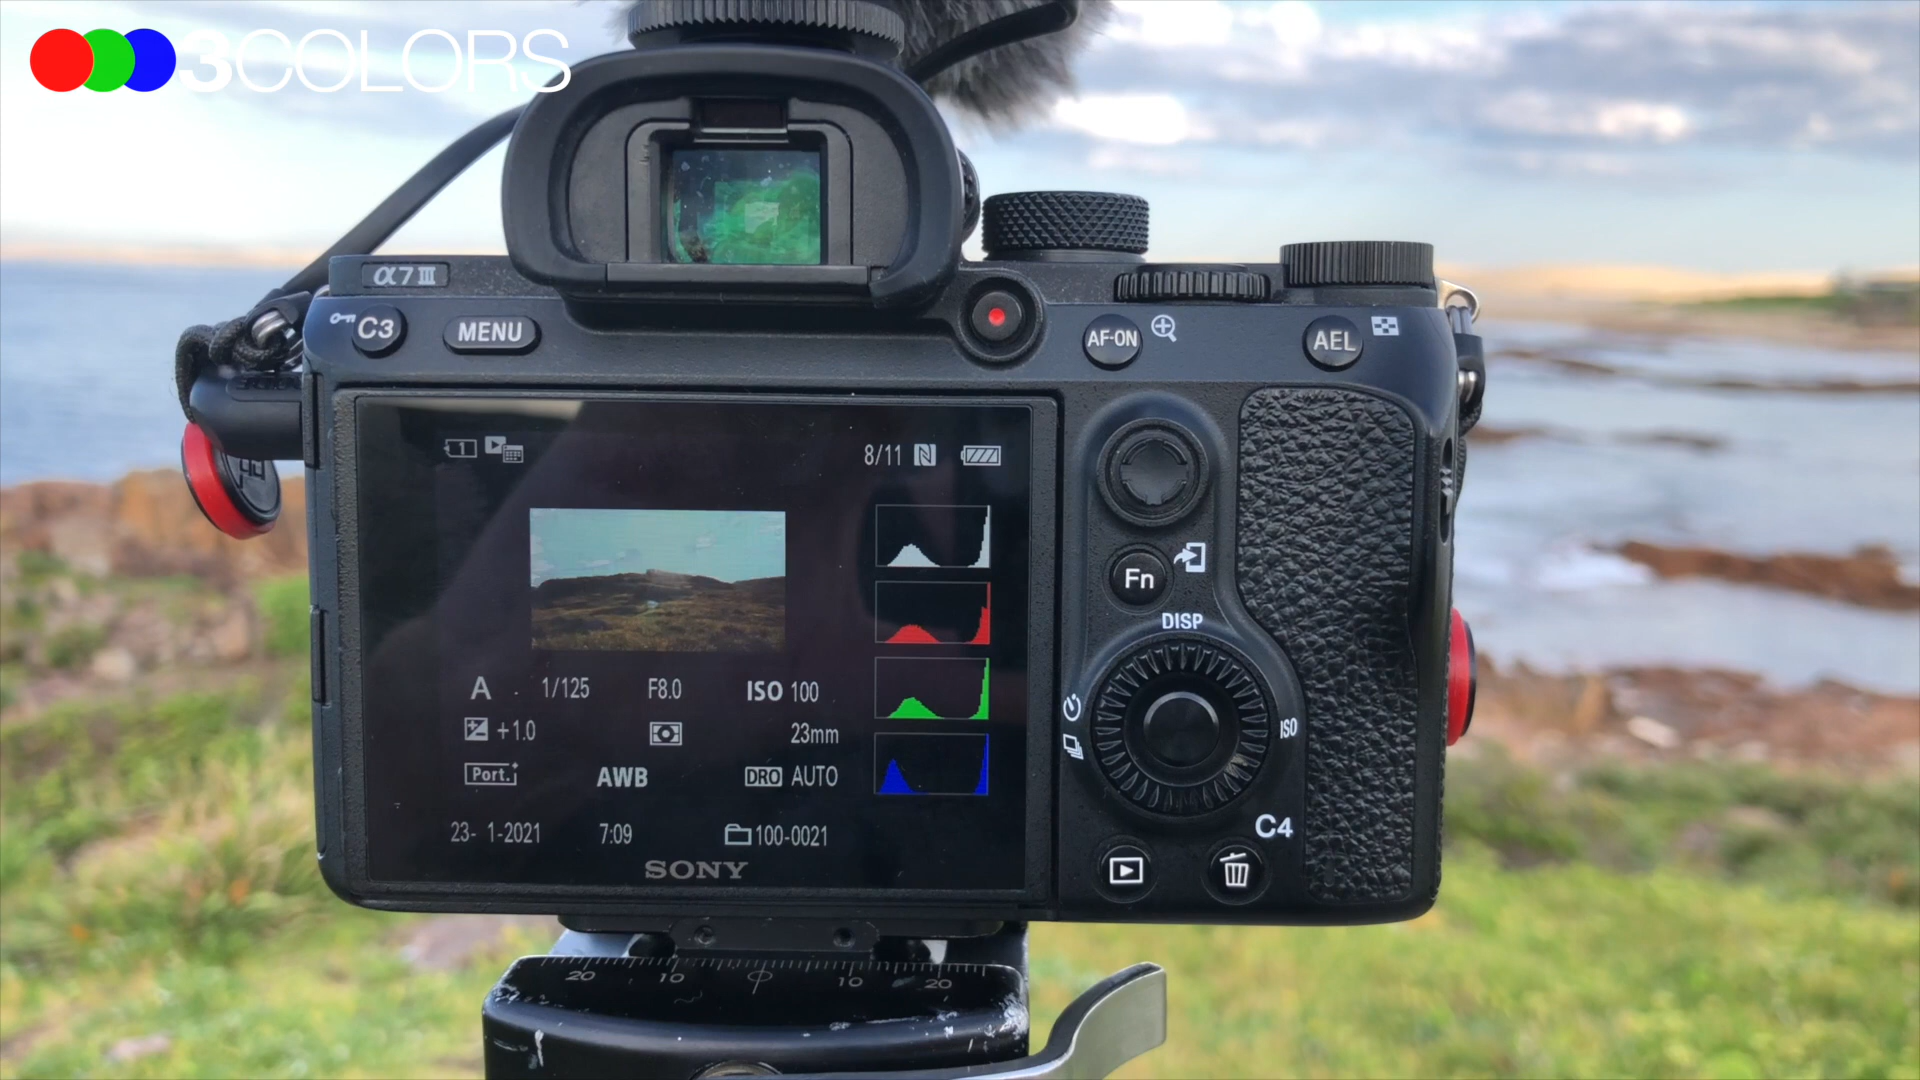 3COLORS
α7III
C3
MENU
AF-ON
AEL
1
8/11
Fn
DISP
A 1/125 F8.0 ISO 100
+1.0 23mm
ISO
Port.+ AWB DRO AUTO
23- 1-2021 7:09 100-0021
C4
SONY
20 10 10 20